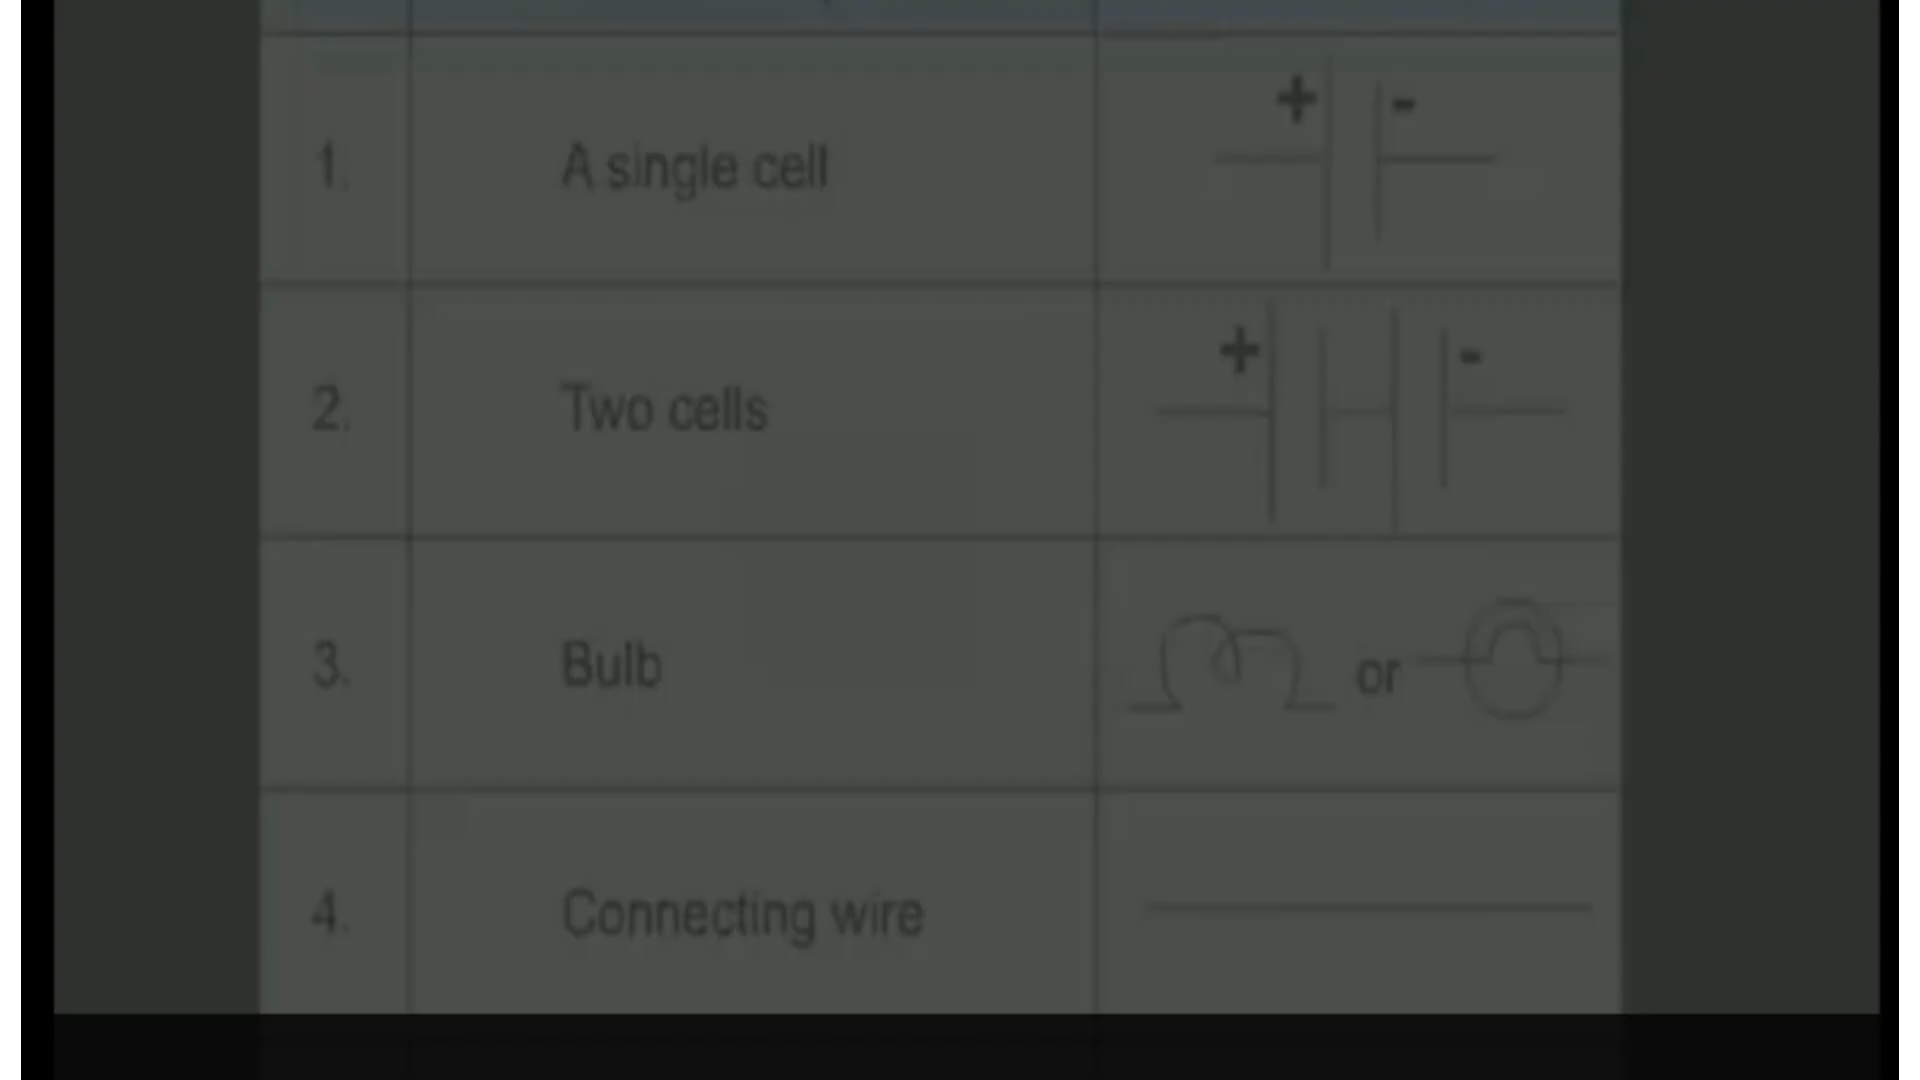 1. A single cell + -
2. Two cells + -
3. Bulb or
4. Connecting wire